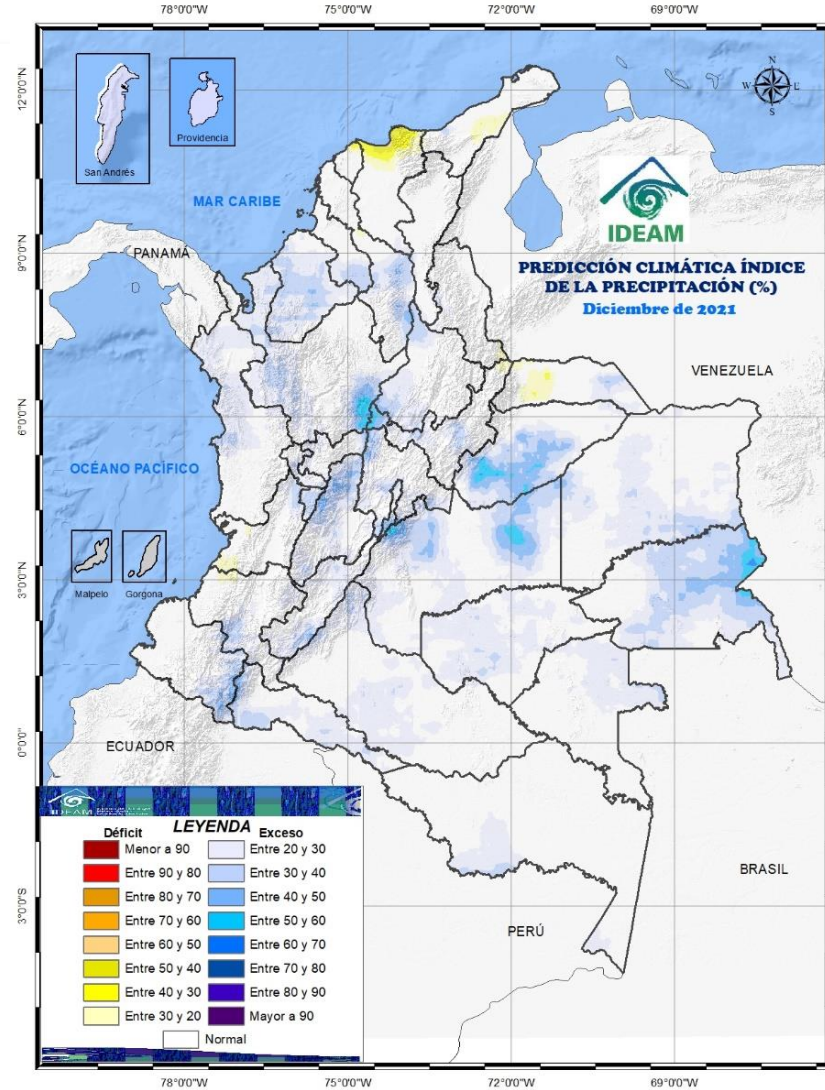 78°0'0"W 75°0'0"W 72°0'0"W 69°0'0"W
12°0'0"N
San Andrés
Providencia
N
W E
S
MAR CARIBE
IDEAM
9°0'0"N
PANAMÁ
PREDICCIÓN CLIMÁTICA ÍNDICE
DE LA PRECIPITACIÓN (%)
Diciembre de 2021
VENEZUELA
6°0'0"N
OCÉANO PACÍFICO
Malpelo
Gorgona
3°0'0"N
0°0'0"
ECUADOR
IDEAM
LEYENDA
Déficit Exceso
Menor a 90 Entre 20 y 30
Entre 90 y 80 Entre 30 y 40
Entre 80 y 70 Entre 40 y 50
Entre 70 y 60 Entre 50 y 60
Entre 60 y 50 Entre 60 y 70
Entre 50 y 40 Entre 70 y 80
Entre 40 y 30 Entre 80 y 90
Entre 30 y 20 Mayor a 90
Normal
BRASIL
3°0'0"S
PERÚ
78°0'0"W 75°0'0"W 72°0'0"W 69°0'0"W